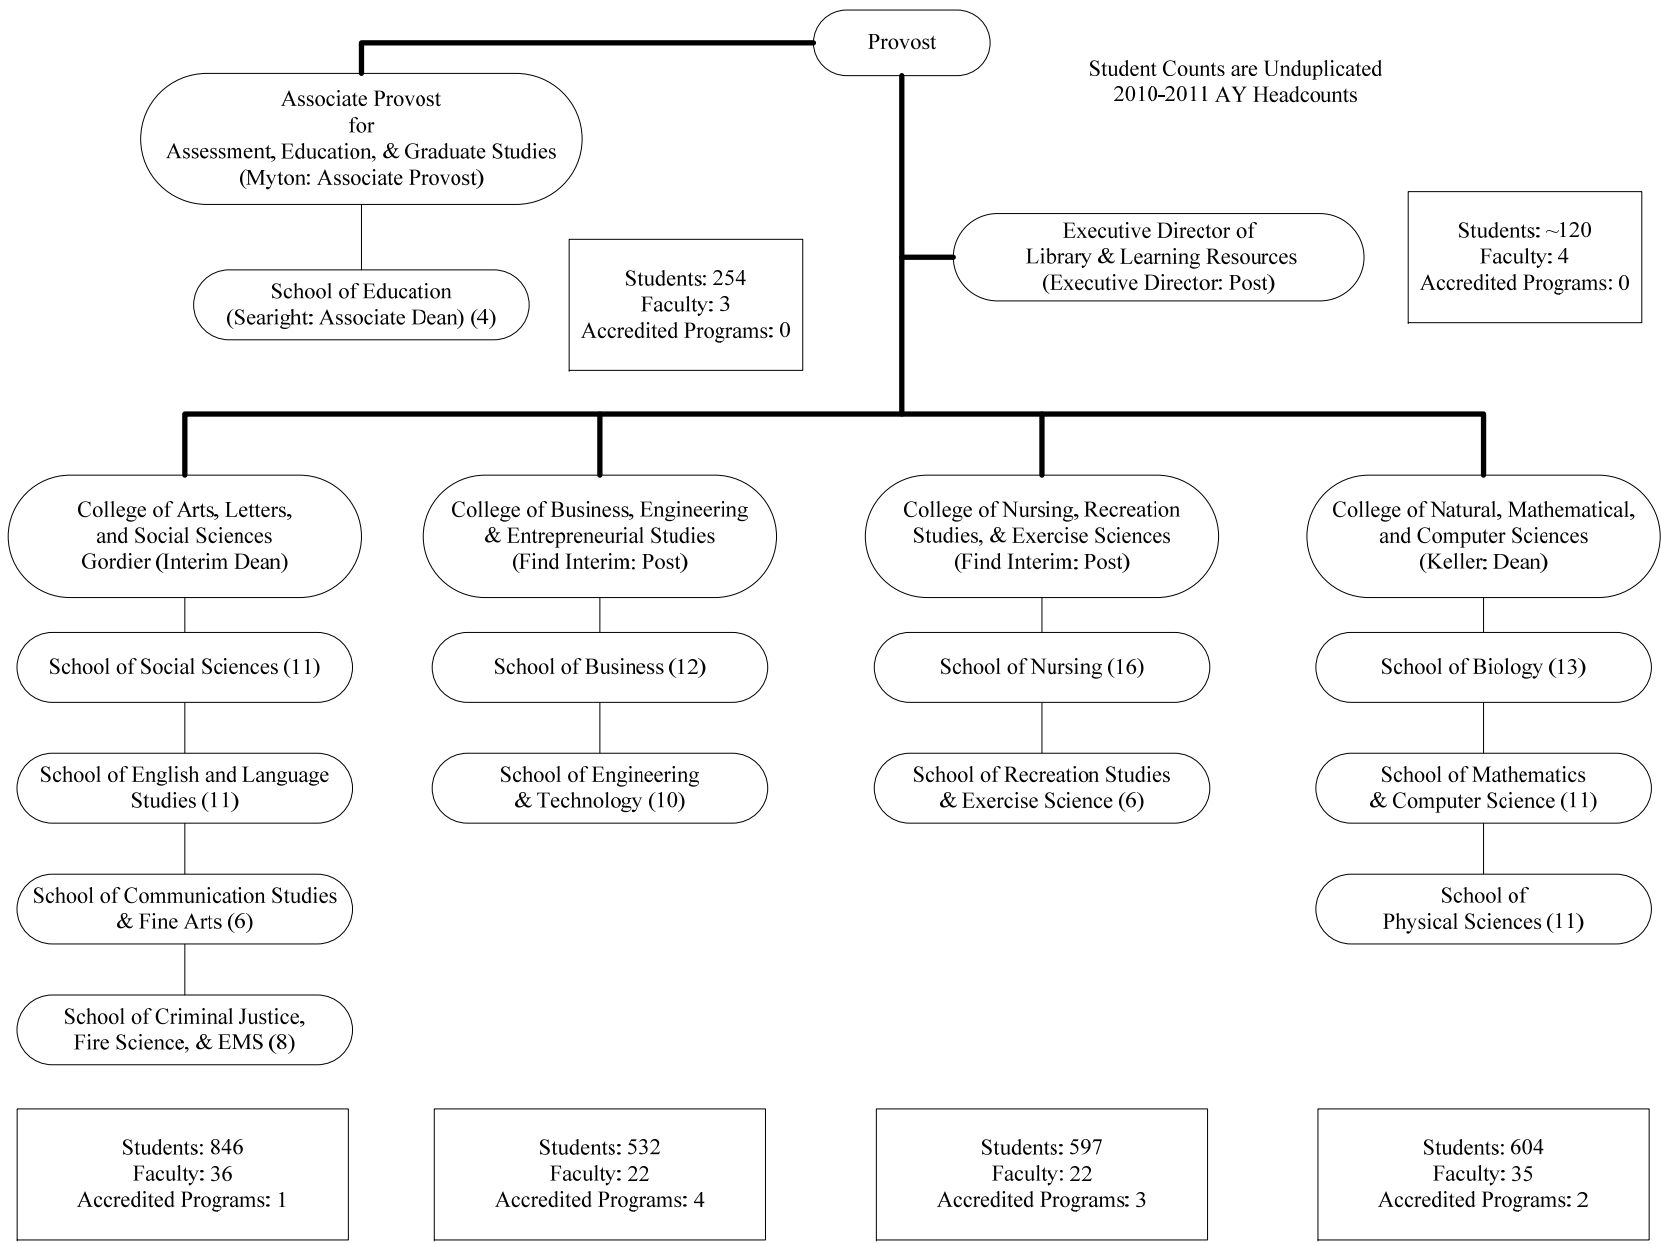 Provost
Student Counts are Unduplicated
2010-2011 AY Headcounts
Associate Provost
for
Assessment, Education, & Graduate Studies
(Myton: Associate Provost)
Executive Director of
Library & Learning Resources
(Executive Director: Post)
Students: ~120
Faculty: 4
Accredited Programs: 0
School of Education
(Searight: Associate Dean) (4)
Students: 254
Faculty: 3
Accredited Programs: 0
College of Arts, Letters,
and Social Sciences
Gordier (Interim Dean)
College of Business, Engineering
& Entrepreneurial Studies
(Find Interim: Post)
College of Nursing, Recreation
Studies, & Exercise Sciences
(Find Interim: Post)
College of Natural, Mathematical,
and Computer Sciences
(Keller: Dean)
School of Social Sciences (11)
School of Business (12)
School of Nursing (16)
School of Biology (13)
School of English and Language
Studies (11)
School of Engineering
& Technology (10)
School of Recreation Studies
& Exercise Science (6)
School of Mathematics
& Computer Science (11)
School of Communication Studies
& Fine Arts (6)
School of
Physical Sciences (11)
School of Criminal Justice,
Fire Science, & EMS (8)
Students: 846
Faculty: 36
Accredited Programs: 1
Students: 532
Faculty: 22
Accredited Programs: 4
Students: 597
Faculty: 22
Accredited Programs: 3
Students: 604
Faculty: 35
Accredited Programs: 2